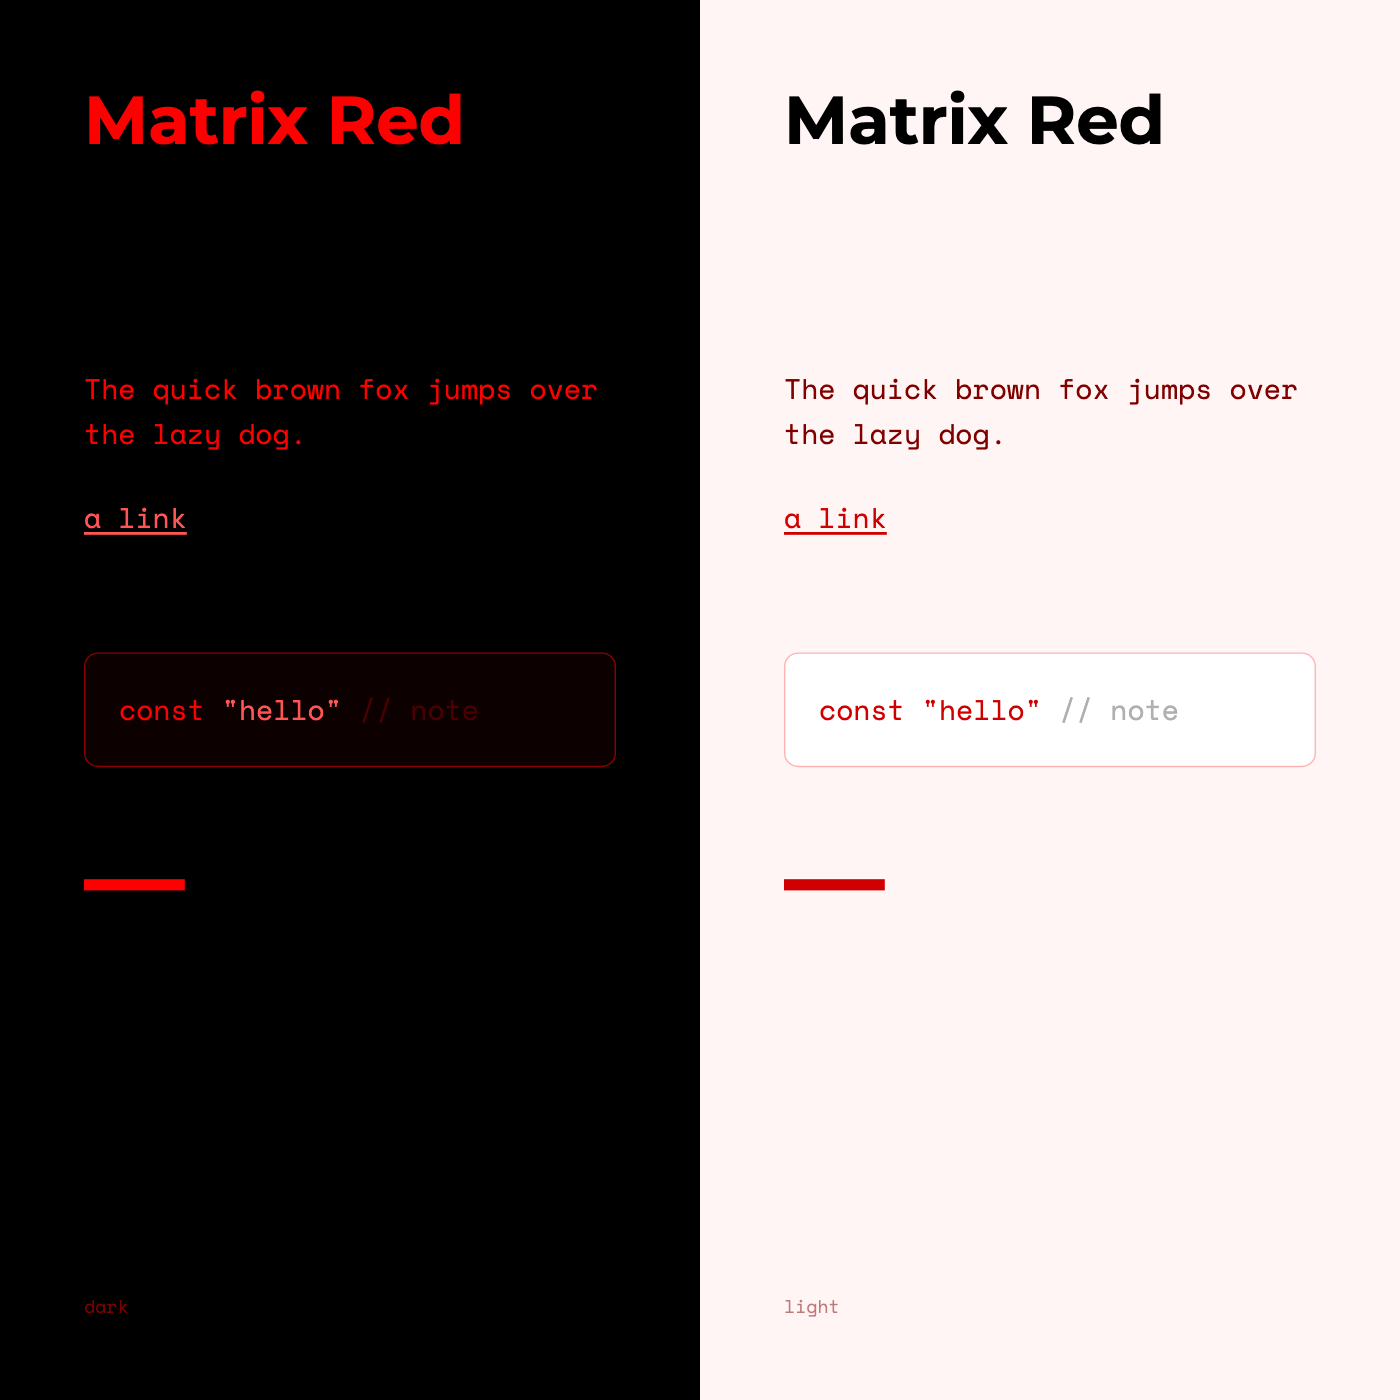 Matrix Red
The quick brown fox jumps over
the lazy dog.
a link
const "hello" // note
dark
Matrix Red
The quick brown fox jumps over
the lazy dog.
a link
const "hello" // note
light